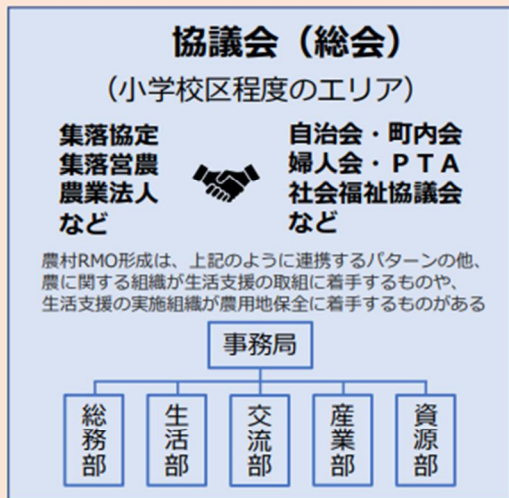 協議会（総会）
（小学校区程度のエリア）
集落協定
集落営農
農業法人
など
自治会・町内会
婦人会・ＰＴＡ
社会福祉協議会
など
農村RMO形成は、上記のように連携するパターンの他、
農に関する組織が生活支援の取組に着手するものや、
生活支援の実施組織が農用地保全に着手するものがある
事務局
総務部
生活部
交流部
産業部
資源部